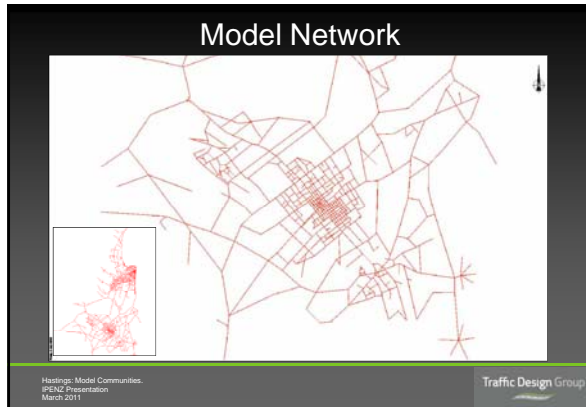 Model Network
Hastings: Model Communities.
IPENZ Presentation
March 2011
Traffic Design Group